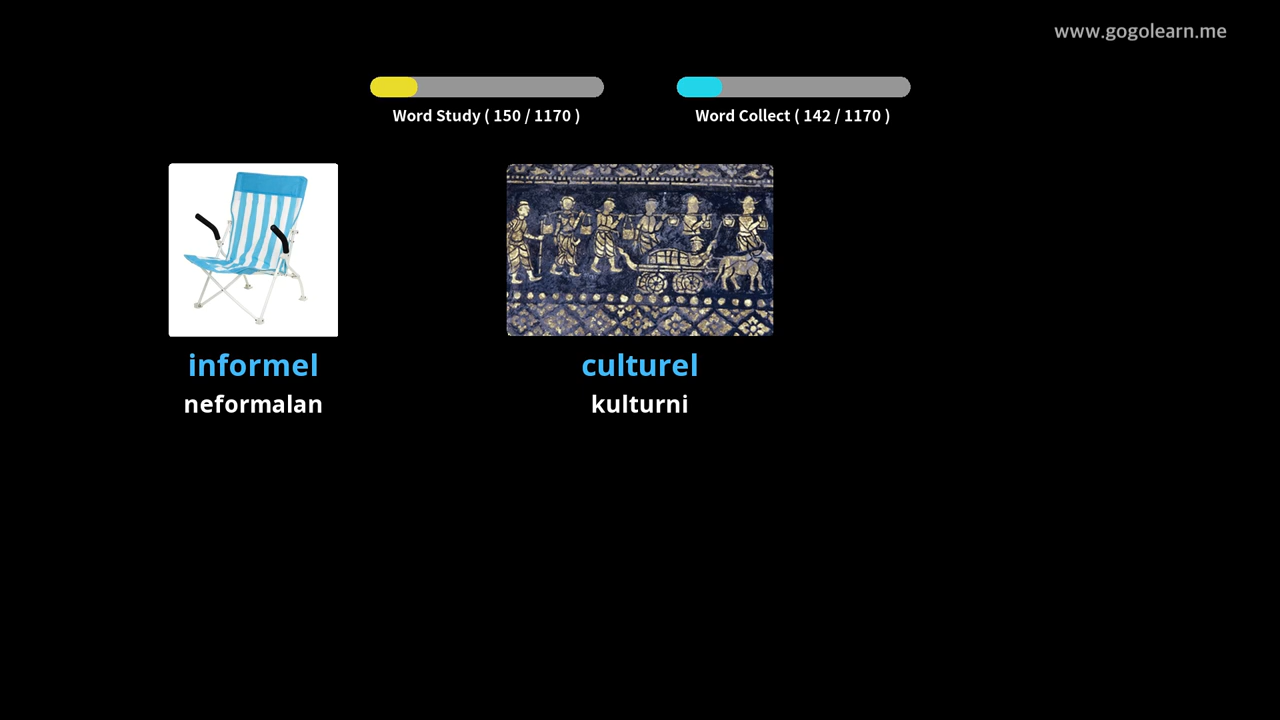 www.gogolearn.me
Word Study ( 150 / 1170 )
Word Collect ( 142 / 1170 )
informel
neformalan
culturel
kulturni